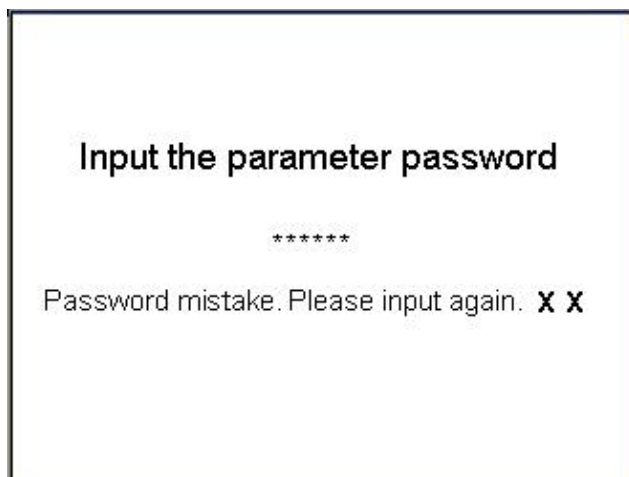 Input the parameter password
******
Password mistake. Please input again. X X